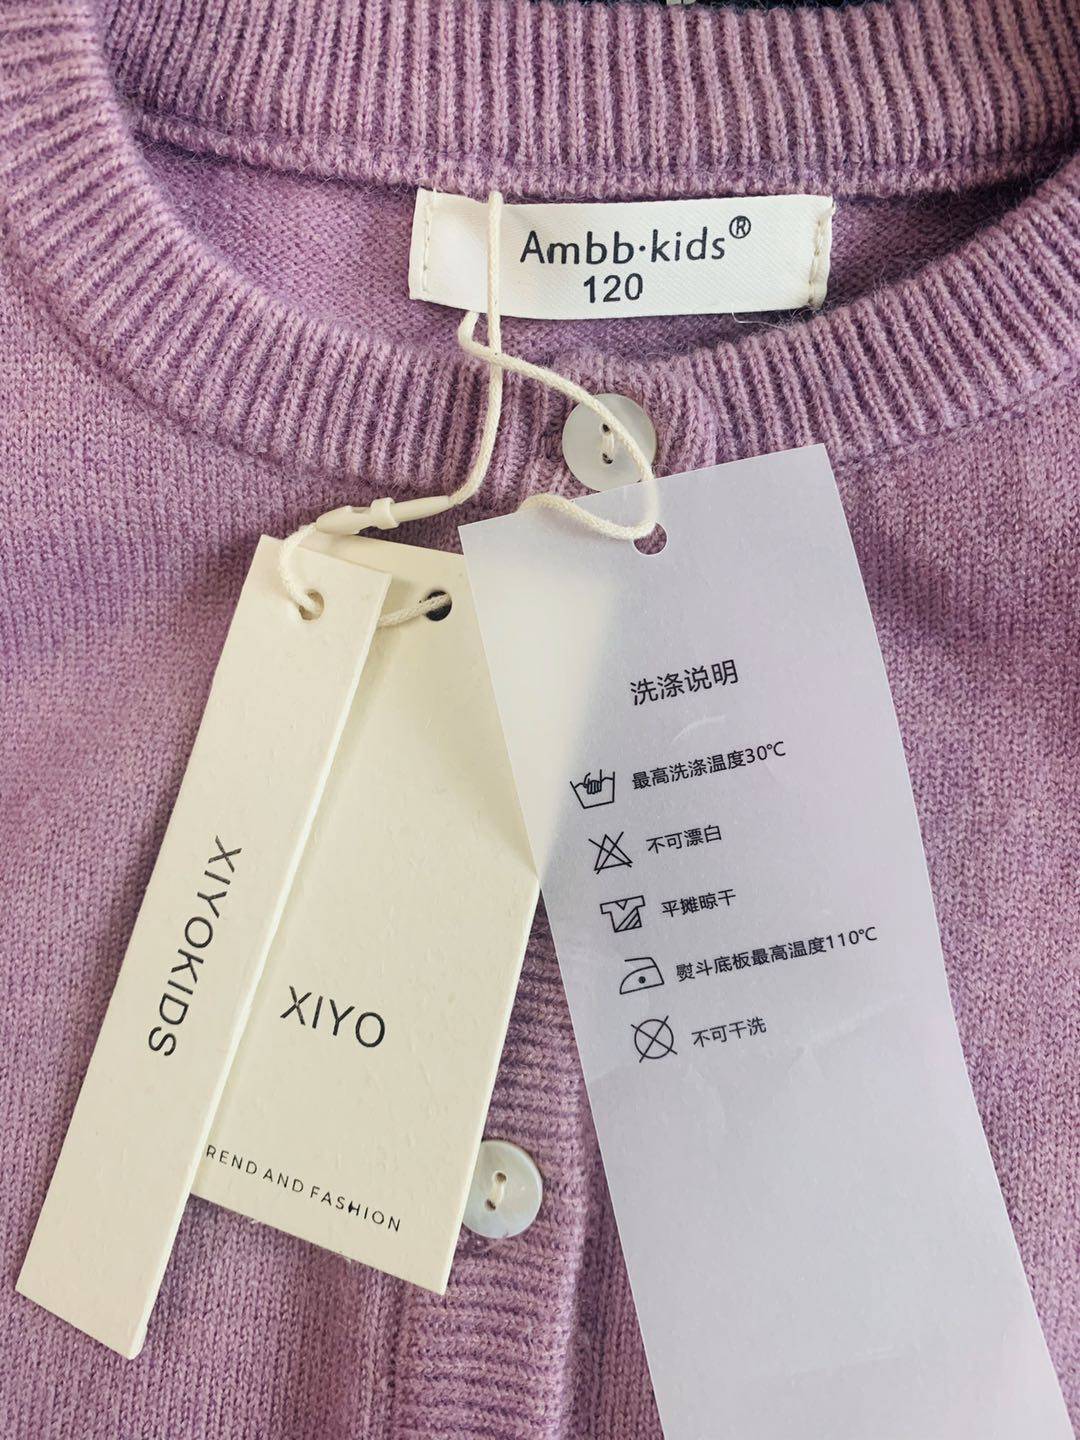 Ambb·kids®
120
XIYOKIDS
XIYO
REND AND FASHION
洗涤说明
最高洗涤温度30℃
不可漂白
平摊晾干
熨斗底板最高温度110℃
不可干洗